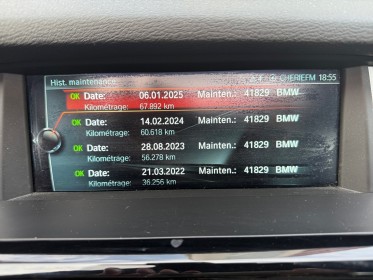 Hist. maintenance CHERIEFM 18:55
OK Date: 06.01.2025 Mainten.: 41829 BMW
Kilométrage: 67.892 km
OK Date: 14.02.2024 Mainten.: 41829 BMW
Kilométrage: 60.618 km
OK Date: 28.08.2023 Mainten.: 41829 BMW
Kilométrage: 56.278 km
OK Date: 21.03.2022 Mainten.: 41829 BMW
Kilométrage: 36.256 km